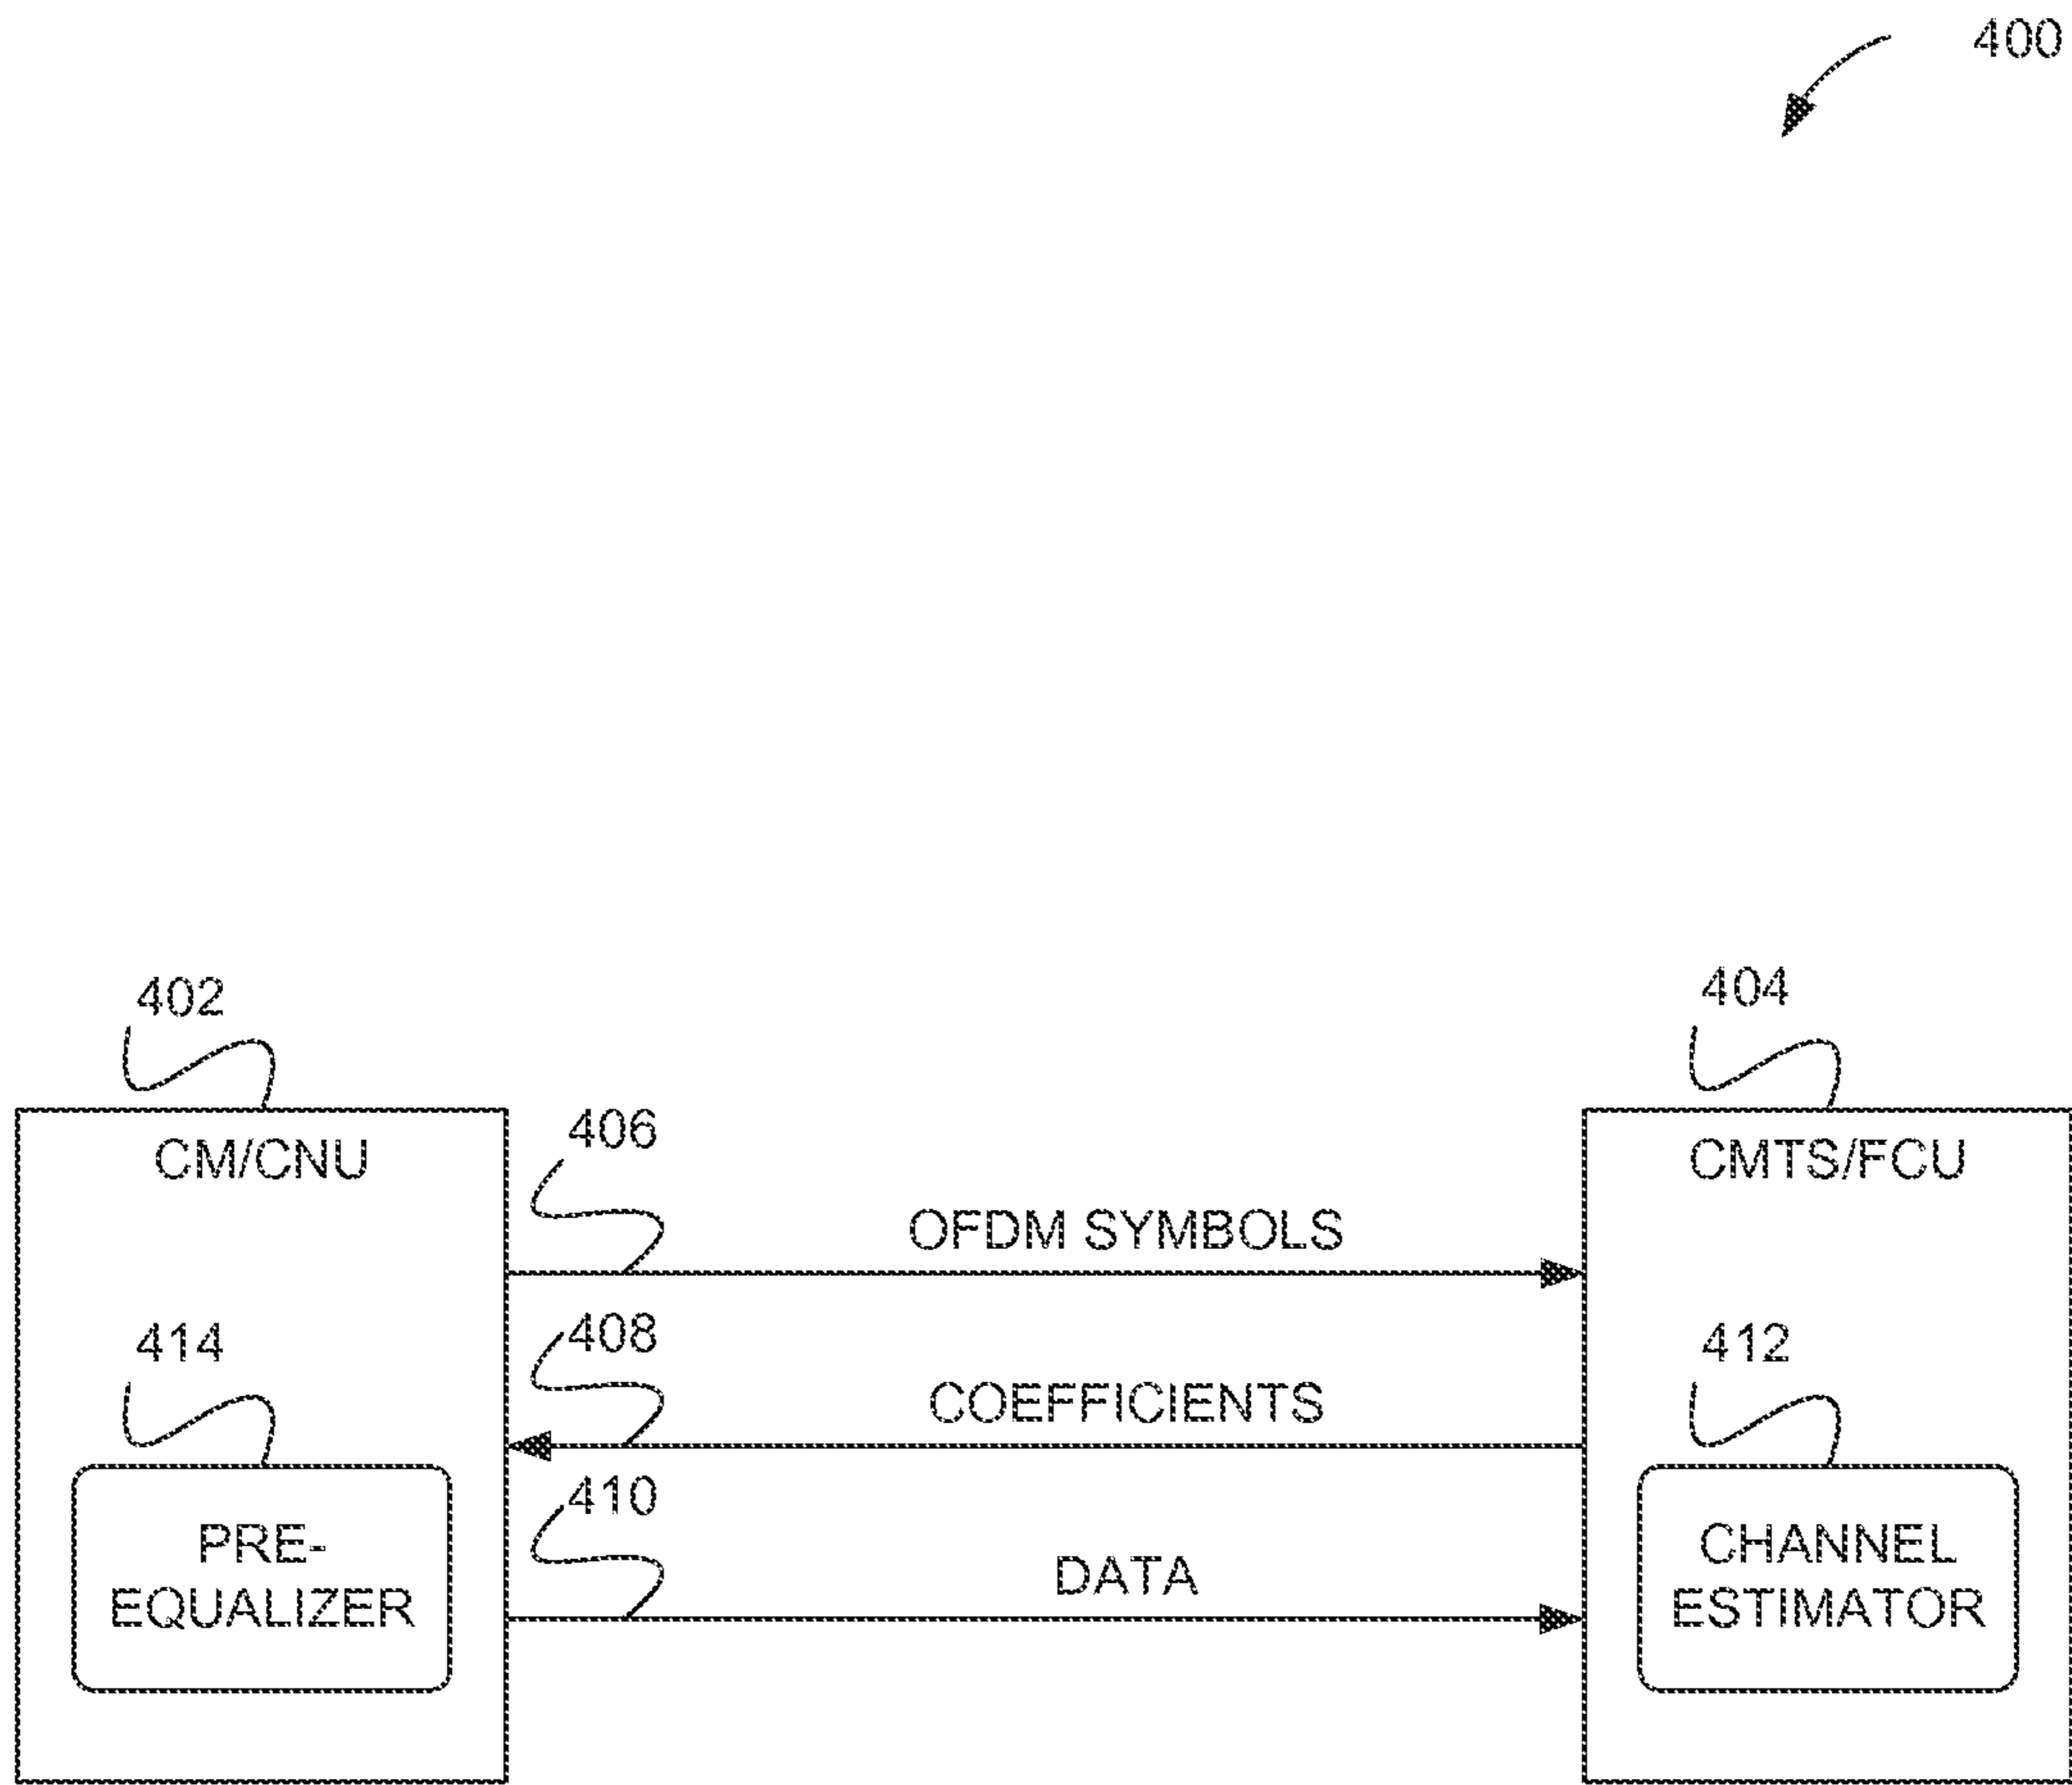 400
402
404
CM/CNU
406
CMTS/FCU
OFDM SYMBOLS
414
408
412
COEFFICIENTS
410
PRE-
EQUALIZER
DATA
CHANNEL
ESTIMATOR